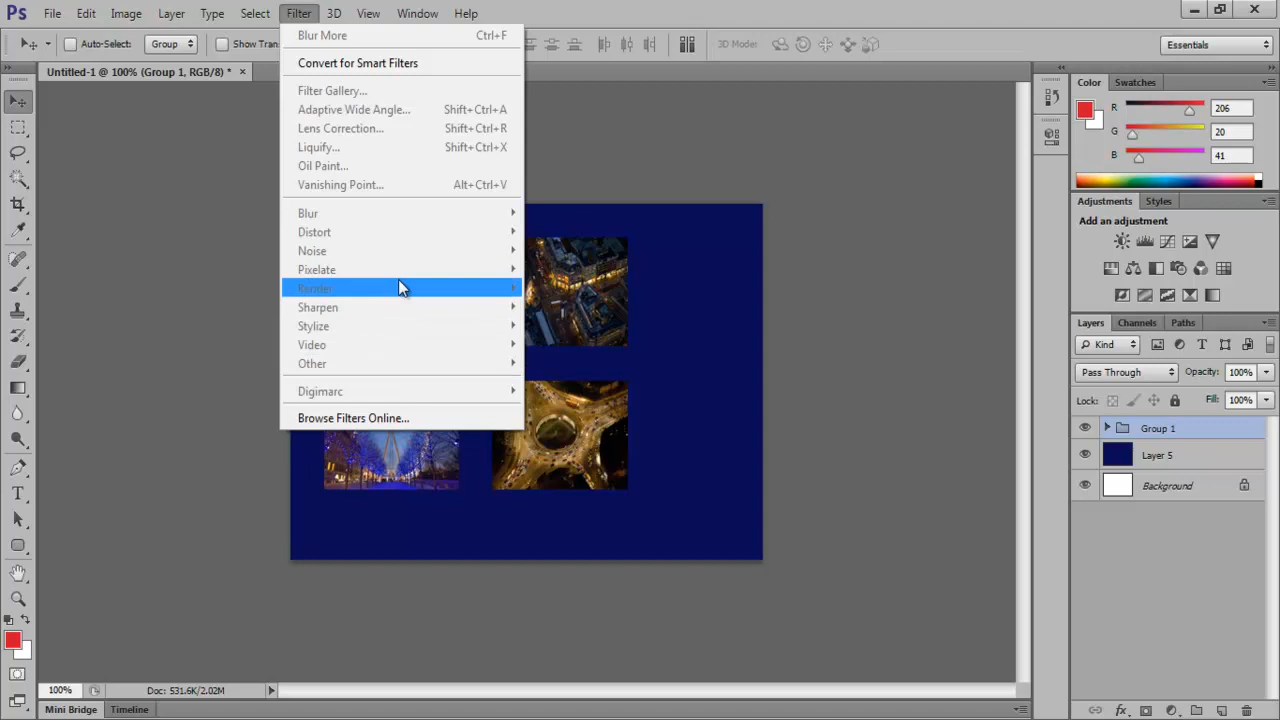 Ps File Edit Image Layer Type Select Filter 3D View Window Help
Auto-Select: Group Show Tran 3D Mode: Essentials
Untitled-1 @ 100% (Group 1, RGB/8) *
Blur More Ctrl+F
Convert for Smart Filters
Filter Gallery...
Adaptive Wide Angle... Shift+Ctrl+A
Lens Correction... Shift+Ctrl+R
Liquify... Shift+Ctrl+X
Oil Paint...
Vanishing Point... Alt+Ctrl+V
Blur
Distort
Noise
Pixelate
Render
Sharpen
Stylize
Video
Other
Digimarc
Browse Filters Online...
Color Swatches
R 206
G 20
B 41
Adjustments Styles
Add an adjustment
Layers Channels Paths
Kind
Pass Through Opacity: 100%
Lock: Fill: 100%
Group 1
Layer 5
Background
fx
100% Doc: 531.6K/2.02M
Mini Bridge Timeline